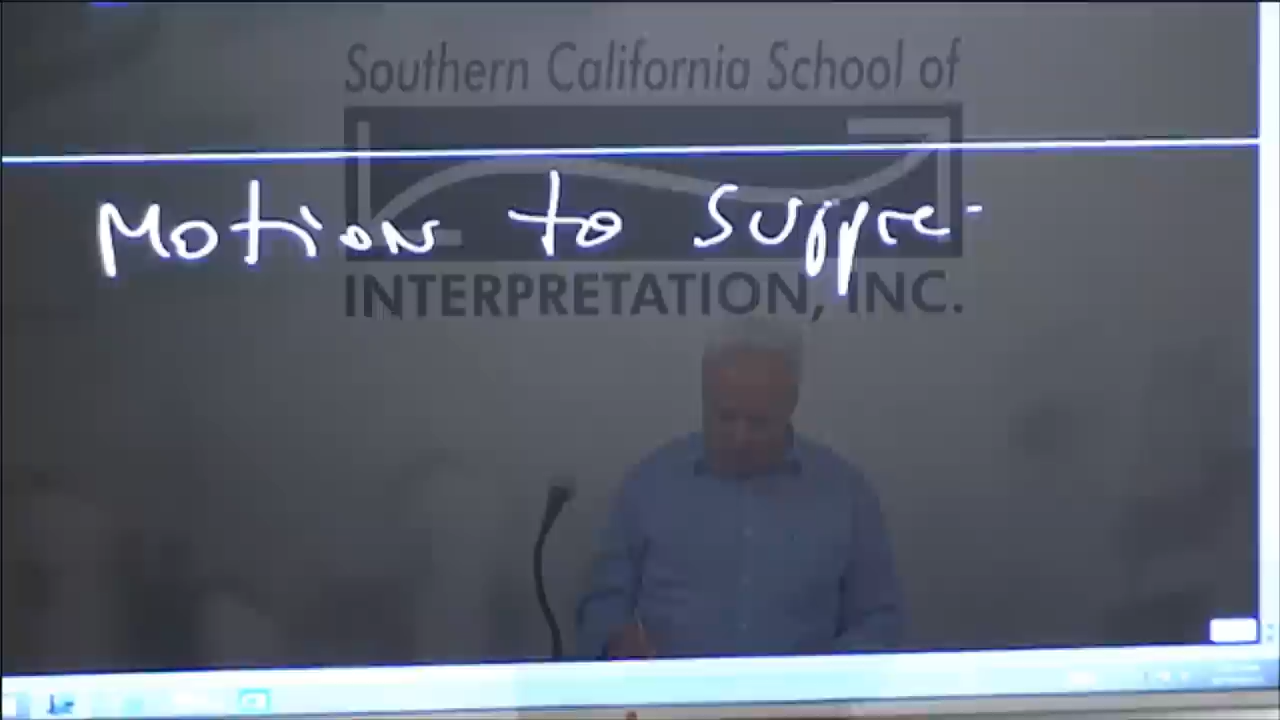 Southern California School of
Motion to suppre
INTERPRETATION, INC.